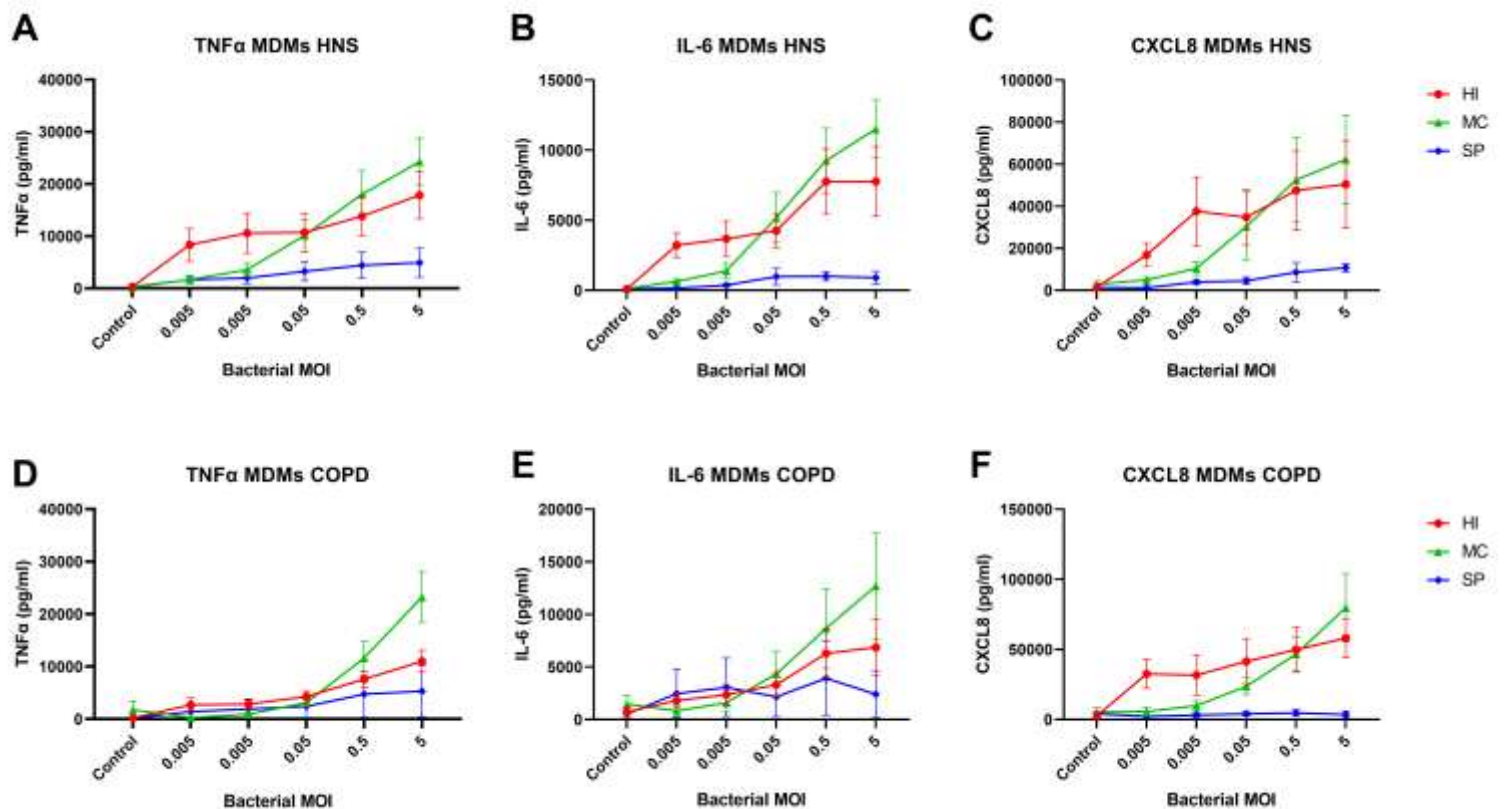 A
TNFα MDMs HNS
TNFα (pg/ml)
40000
30000
20000
10000
0
Control
0.005
0.005
0.05
0.5
5
Bacterial MOI
B
IL-6 MDMs HNS
IL-6 (pg/ml)
15000
10000
5000
0
Control
0.005
0.005
0.05
0.5
5
Bacterial MOI
C
CXCL8 MDMs HNS
CXCL8 (pg/ml)
100000
80000
60000
40000
20000
0
Control
0.005
0.005
0.05
0.5
5
Bacterial MOI
HI
MC
SP
D
TNFα MDMs COPD
TNFα (pg/ml)
40000
30000
20000
10000
0
Control
0.005
0.005
0.05
0.5
5
Bacterial MOI
E
IL-6 MDMs COPD
IL-6 (pg/ml)
20000
15000
10000
5000
0
Control
0.005
0.005
0.05
0.5
5
Bacterial MOI
F
CXCL8 MDMs COPD
CXCL8 (pg/ml)
150000
100000
50000
0
Control
0.005
0.005
0.05
0.5
5
Bacterial MOI
HI
MC
SP